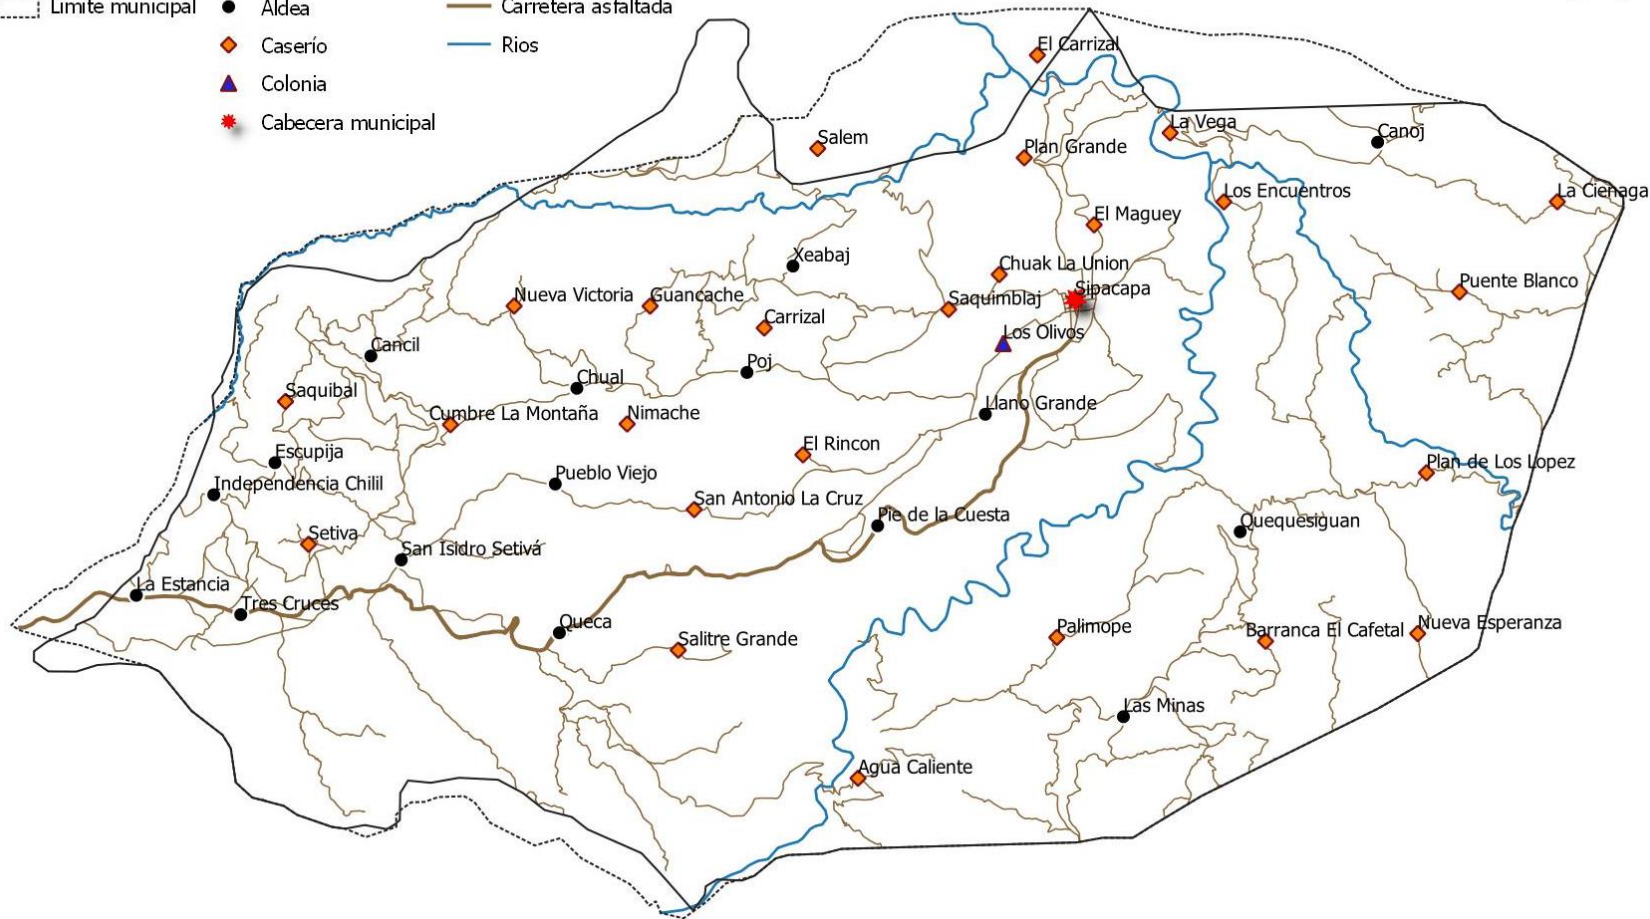 Límite municipal
Aldea
Carretera asfaltada
Caserío
Rios
Colonia
Cabecera municipal
El Carrizal
Salem
La Vega
Canoj
Plan Grande
Los Encuentros
La Cienaga
El Maguey
Xeabaj
Chuak La Union
Puente Blanco
Sipacapa
Nueva Victoria
Guancache
Saquimblaj
Carrizal
Los Olivos
Cancil
Poj
Chual
Saquibal
Llano Grande
Cumbre La Montaña
Nimache
El Rincon
Escupija
Plan de Los Lopez
Pueblo Viejo
Independencia Chilil
San Antonio La Cruz
Pie de la Cuesta
Quequesiguan
Setiva
San Isidro Setivá
La Estancia
Tres Cruces
Queca
Palimope
Barranca El Cafetal
Nueva Esperanza
Salitre Grande
Las Minas
Agua Caliente